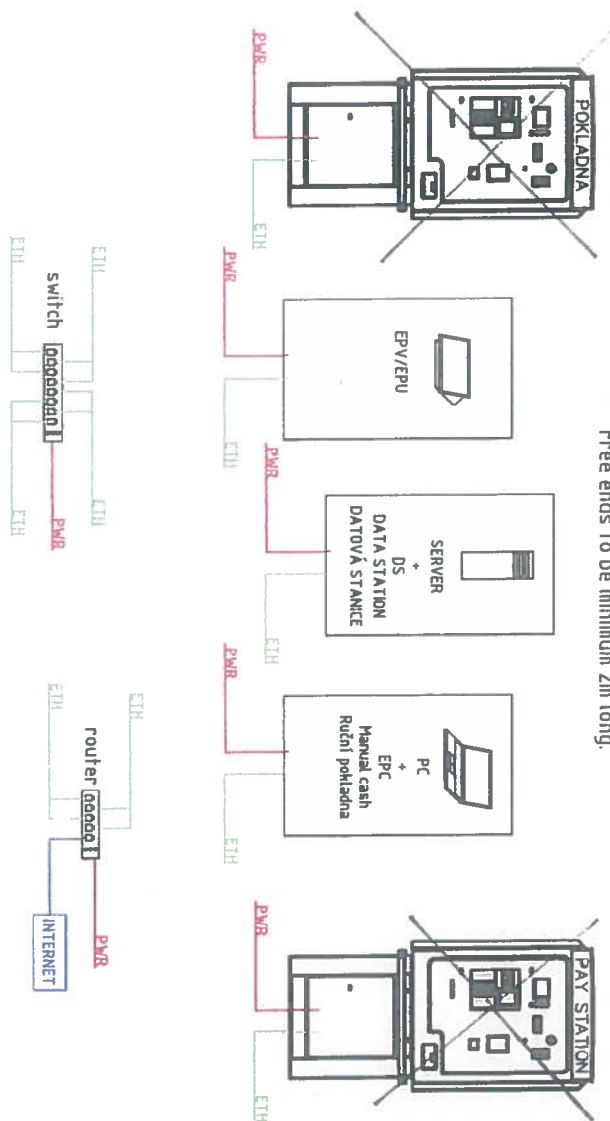 Free ends to be minimum 2m long.
POKLADNA
PWR
ETH
EPV/EPU
PWR
ETH
SERVER
+
DS
DATA STATION
DATOVÁ STANICE
PWR
ETH
PC
+
EPC
Manual cash
Ruční pokladna
PWR
ETH
PAY STATION
PWR
ETH
switch
ETH
ETH
ETH
ETH
PWR
router
ETH
ETH
PWR
INTERNET